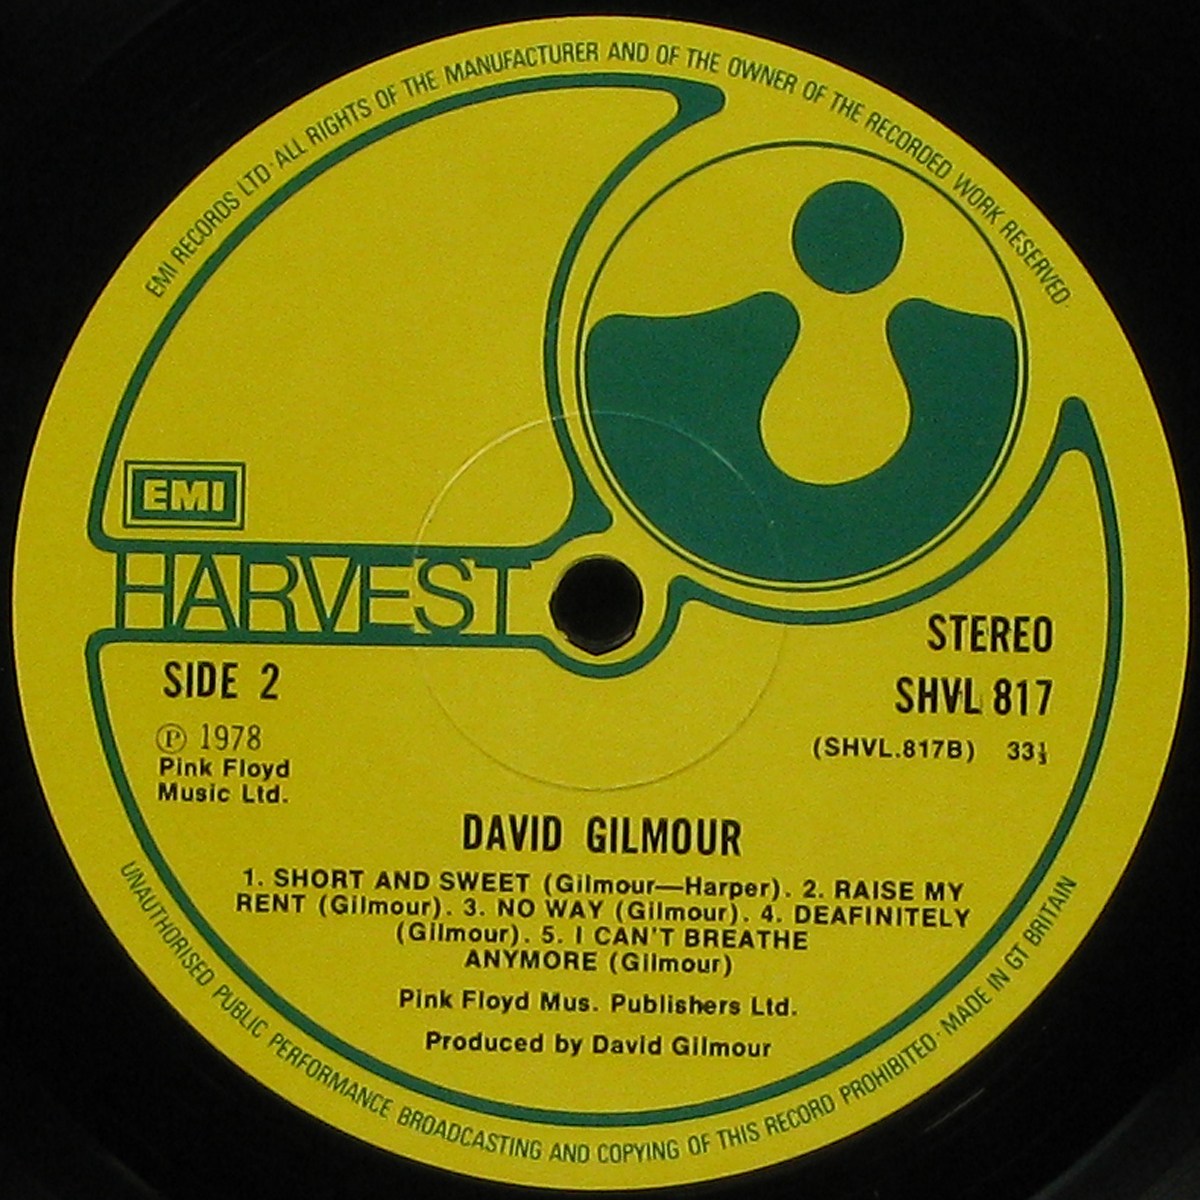 EMI RECORDS LTD · ALL RIGHTS OF THE MANUFACTURER AND OF THE OWNER OF THE RECORDED WORK RESERVED ·
EMI
HARVEST
STEREO
SIDE 2
SHVL 817
℗ 1978
(SHVL.817B) 33⅓
Pink Floyd
Music Ltd.
DAVID GILMOUR
1. SHORT AND SWEET (Gilmour—Harper). 2. RAISE MY
RENT (Gilmour). 3. NO WAY (Gilmour). 4. DEAFINITELY
(Gilmour). 5. I CAN'T BREATHE
ANYMORE (Gilmour)
Pink Floyd Mus. Publishers Ltd.
Produced by David Gilmour
UNAUTHORISED PUBLIC PERFORMANCE BROADCASTING AND COPYING OF THIS RECORD PROHIBITED · MADE IN GT BRITAIN